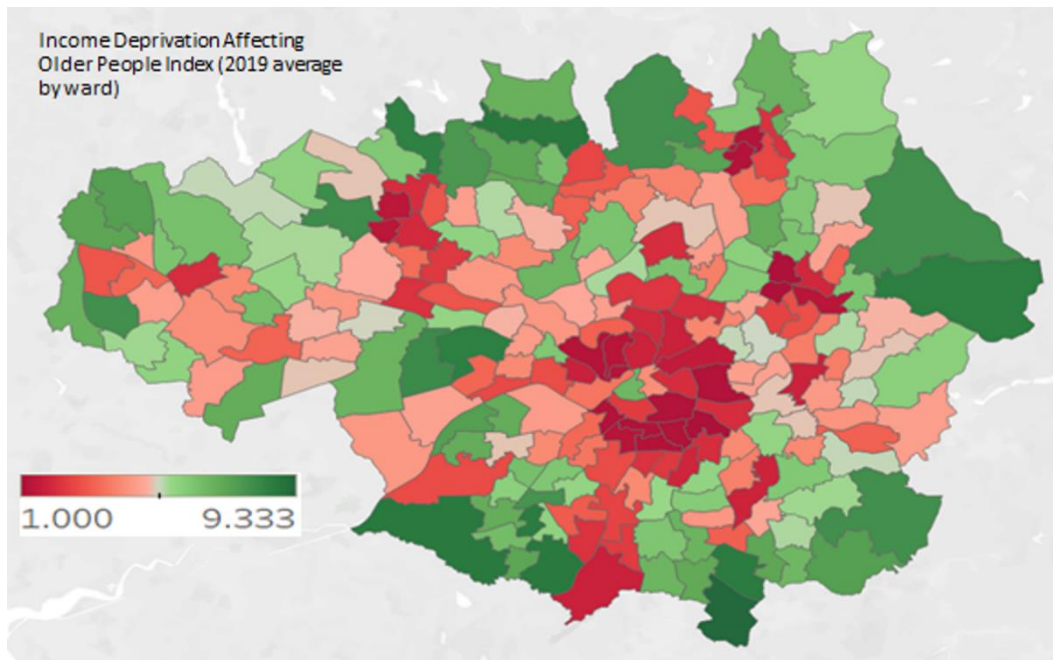 Income Deprivation Affecting
Older People Index (2019 average
by ward)
1.000 9.333